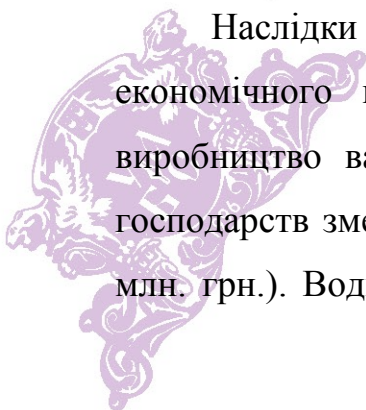 Наслідки
економічного
виробництво ва
господарств зме
млн. грн.). Вод